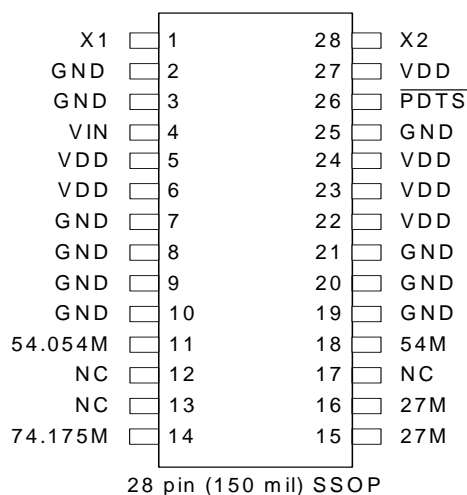 X1 1 28 X2
GND 2 27 VDD
GND 3 26 PDTS
VIN 4 25 GND
VDD 5 24 VDD
VDD 6 23 VDD
GND 7 22 VDD
GND 8 21 GND
GND 9 20 GND
GND 10 19 GND
54.054M 11 18 54M
NC 12 17 NC
NC 13 16 27M
74.175M 14 15 27M
28 pin (150 mil) SSOP